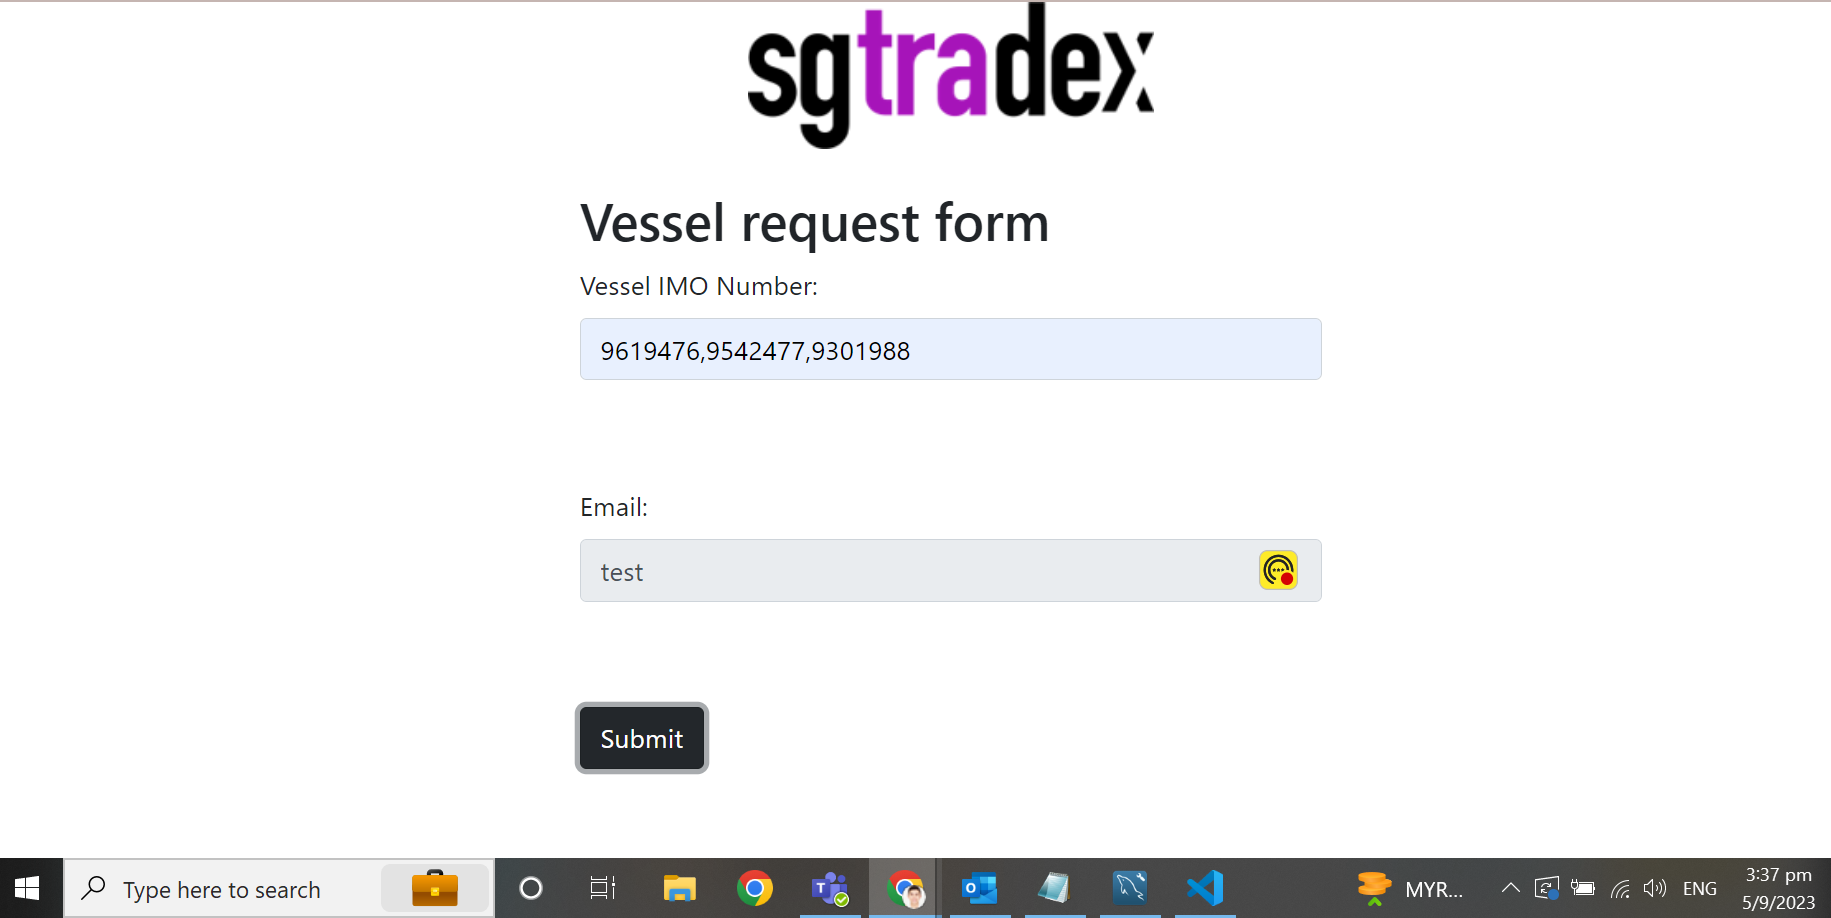 sgtradex
Vessel request form
Vessel IMO Number:
9619476,9542477,9301988
Email:
test
Submit
Type here to search
MYR...
ENG
3:37 pm
5/9/2023